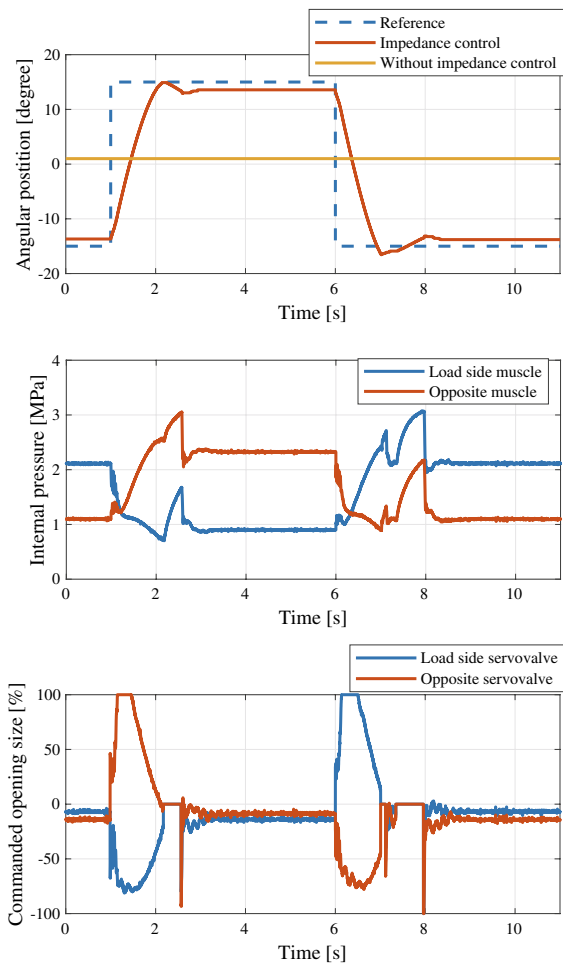 Reference
Impedance control
Without impedance control
Angular postition [degree]
20
10
0
-10
-20
0 2 4 6 8 10
Time [s]
Load side muscle
Opposite muscle
Internal pressure [MPa]
4
3
2
1
0
0 2 4 6 8 10
Time [s]
Load side servovalve
Opposite servovalve
Commanded opening size [%]
100
50
0
-50
-100
0 2 4 6 8 10
Time [s]